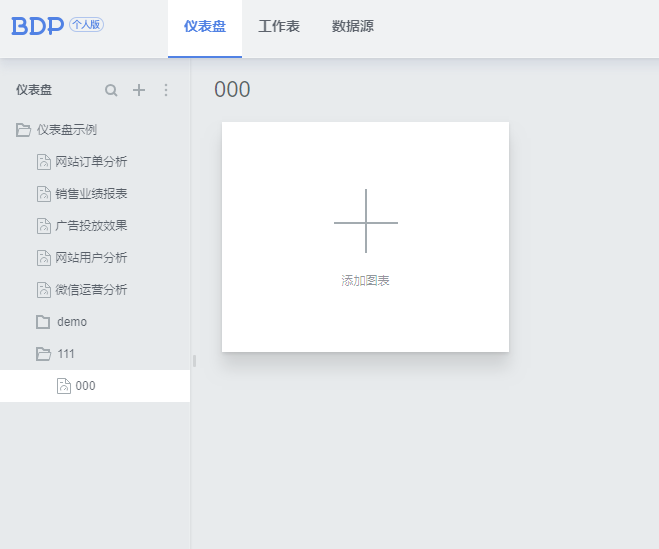 BDP 个人版 仪表盘 工作表 数据源
仪表盘
000
仪表盘示例
网站订单分析
销售业绩报表
广告投放效果
网站用户分析
微信运营分析
demo
111
000
添加图表